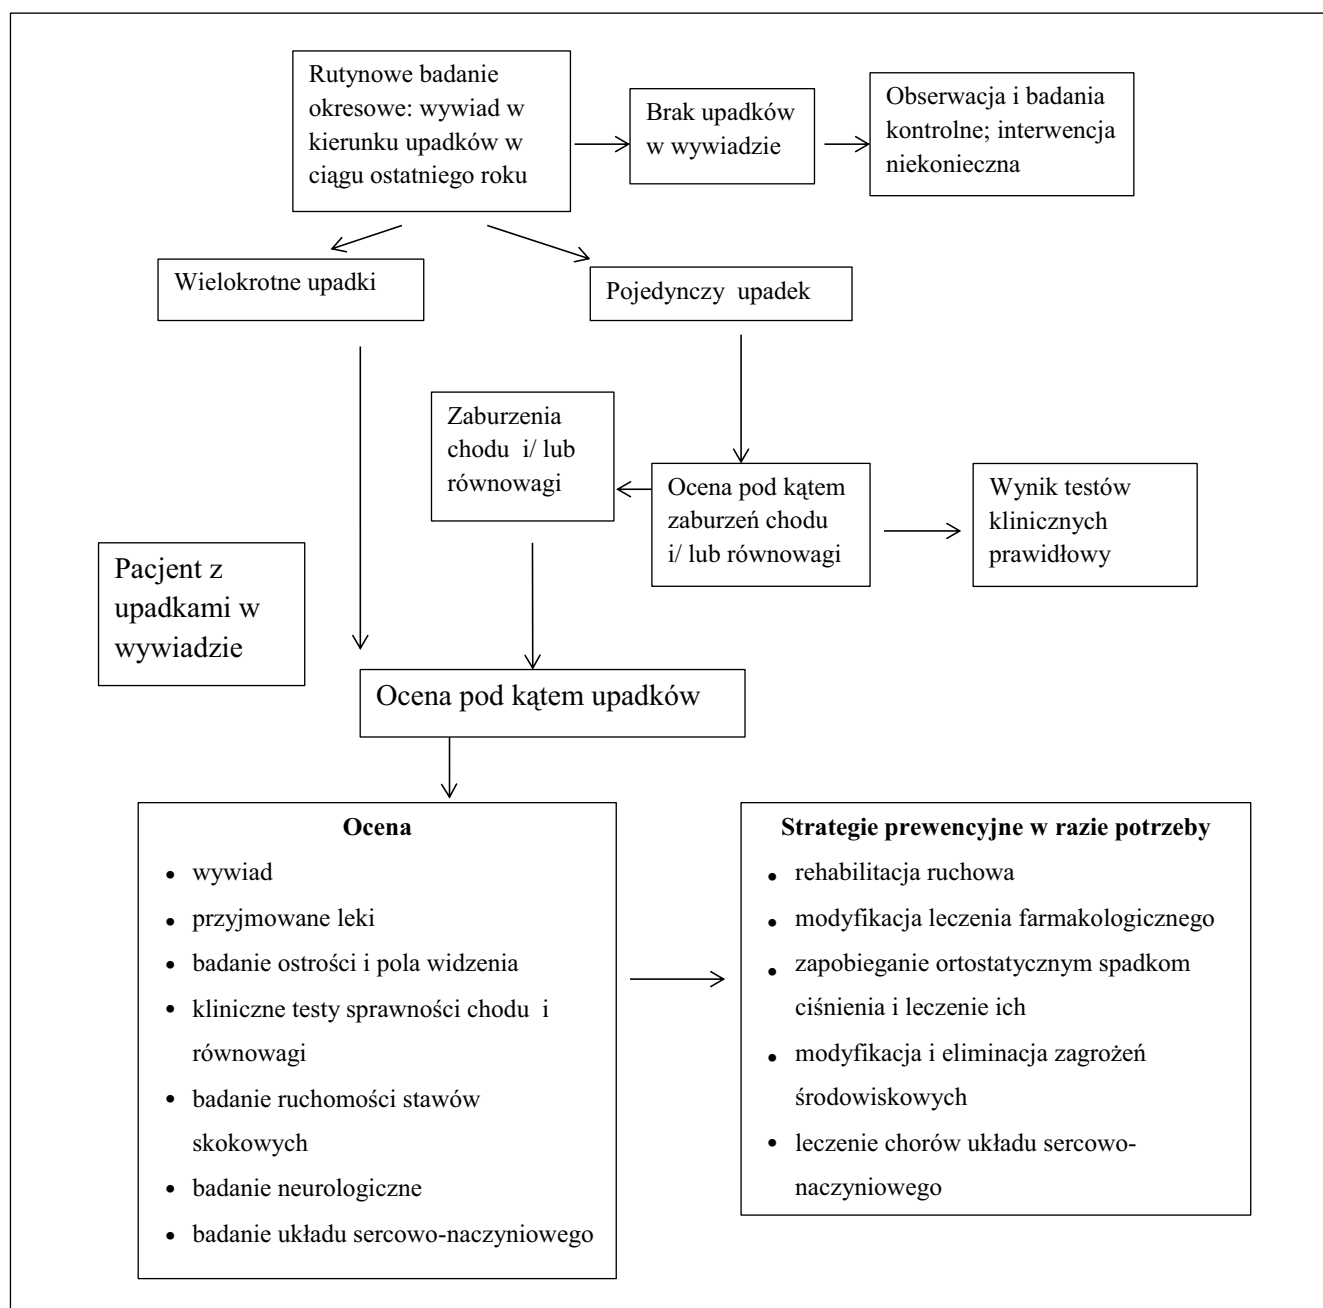 Rutynowe badanie
okresowe: wywiad w
kierunku upadków w
ciągu ostatniego roku
Brak upadków
w wywiadzie
Obserwacja i badania
kontrolne; interwencja
niekonieczna
Wielokrotne upadki
Pojedynczy upadek
Zaburzenia
chodu i/ lub
równowagi
Ocena pod kątem
zaburzeń chodu
i/ lub równowagi
Wynik testów
klinicznych
prawidłowy
Pacjent z
upadkami w
wywiadzie
Ocena pod kątem upadków
Ocena
• wywiad
• przyjmowane leki
• badanie ostrości i pola widzenia
• kliniczne testy sprawności chodu i
równowagi
• badanie ruchomości stawów
skokowych
• badanie neurologiczne
• badanie układu sercowo-naczyniowego
Strategie prewencyjne w razie potrzeby
• rehabilitacja ruchowa
• modyfikacja leczenia farmakologicznego
• zapobieganie ortostatycznym spadkom
ciśnienia i leczenie ich
• modyfikacja i eliminacja zagrożeń
środowiskowych
• leczenie chorów układu sercowo-
naczyniowego